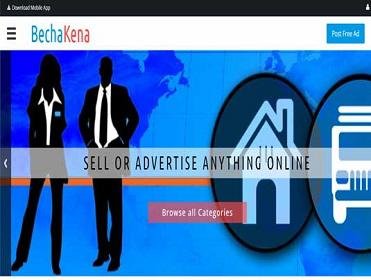 Download Mobile App
BechaKena
Post Free Ad
SELL OR ADVERTISE ANYTHING ONLINE
Browse all Categories